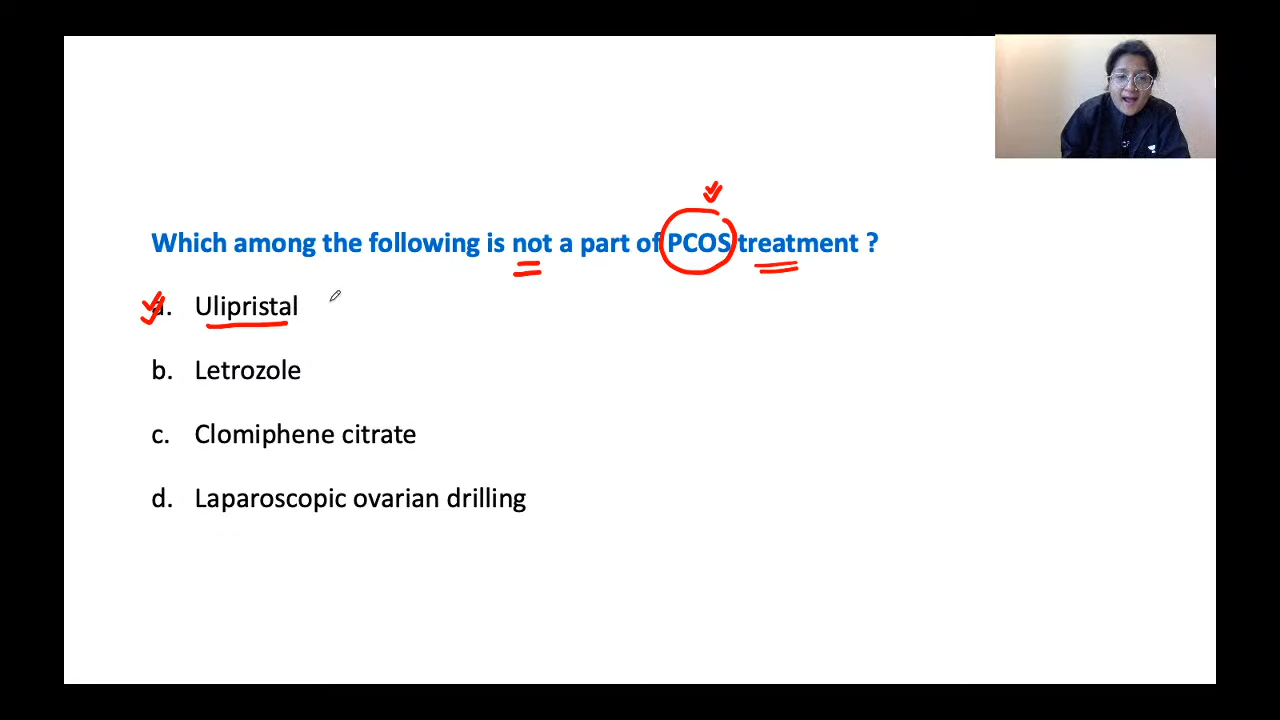 Which among the following is not a part of PCOS treatment ?
a. Ulipristal
b. Letrozole
c. Clomiphene citrate
d. Laparoscopic ovarian drilling